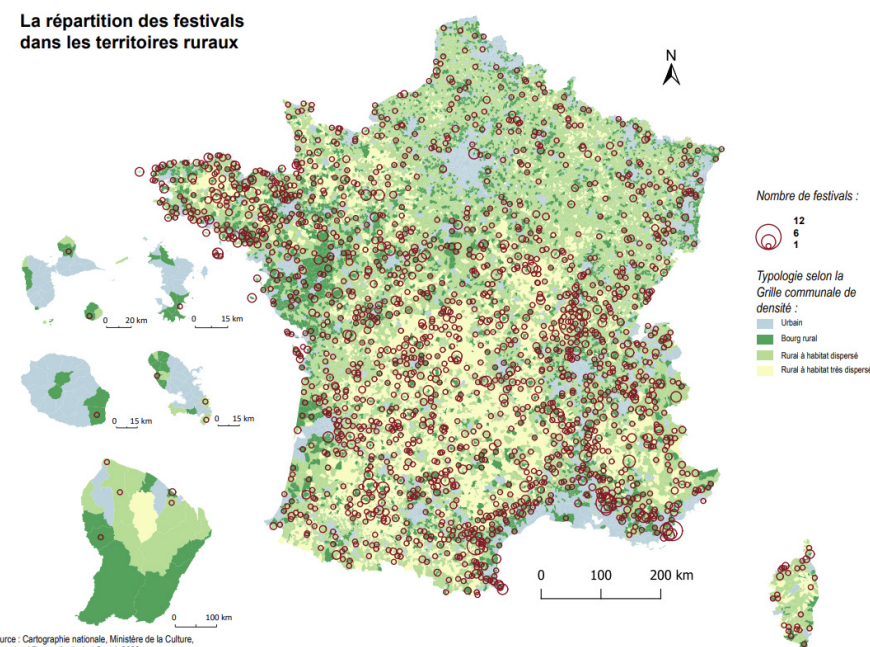 La répartition des festivals
dans les territoires ruraux
N
Nombre de festivals :
12
6
1
Typologie selon la
Grille communale de
densité :
Urbain
Bourg rural
Rural à habitat dispersé
Rural à habitat très dispersé
0 20 km
0 15 km
0 15 km
0 15 km
0 100 km
0 100 200 km
urce : Cartographie nationale, Ministère de la Culture,